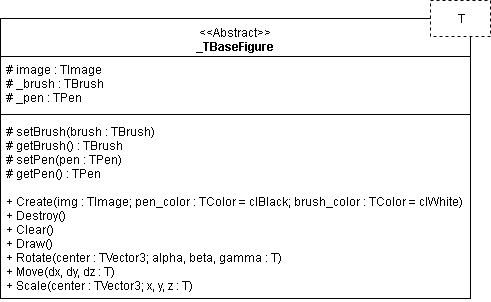 T
<<Abstract>>
_TBaseFigure
# image : TImage
# _brush : TBrush
# _pen : TPen
# setBrush(brush : TBrush)
# getBrush() : TBrush
# setPen(pen : TPen)
# getPen() : TPen
+ Create(img : TImage; pen_color : TColor = clBlack; brush_color : TColor = clWhite)
+ Destroy()
+ Clear()
+ Draw()
+ Rotate(center : TVector3; alpha, beta, gamma : T)
+ Move(dx, dy, dz : T)
+ Scale(center : TVector3; x, y, z : T)